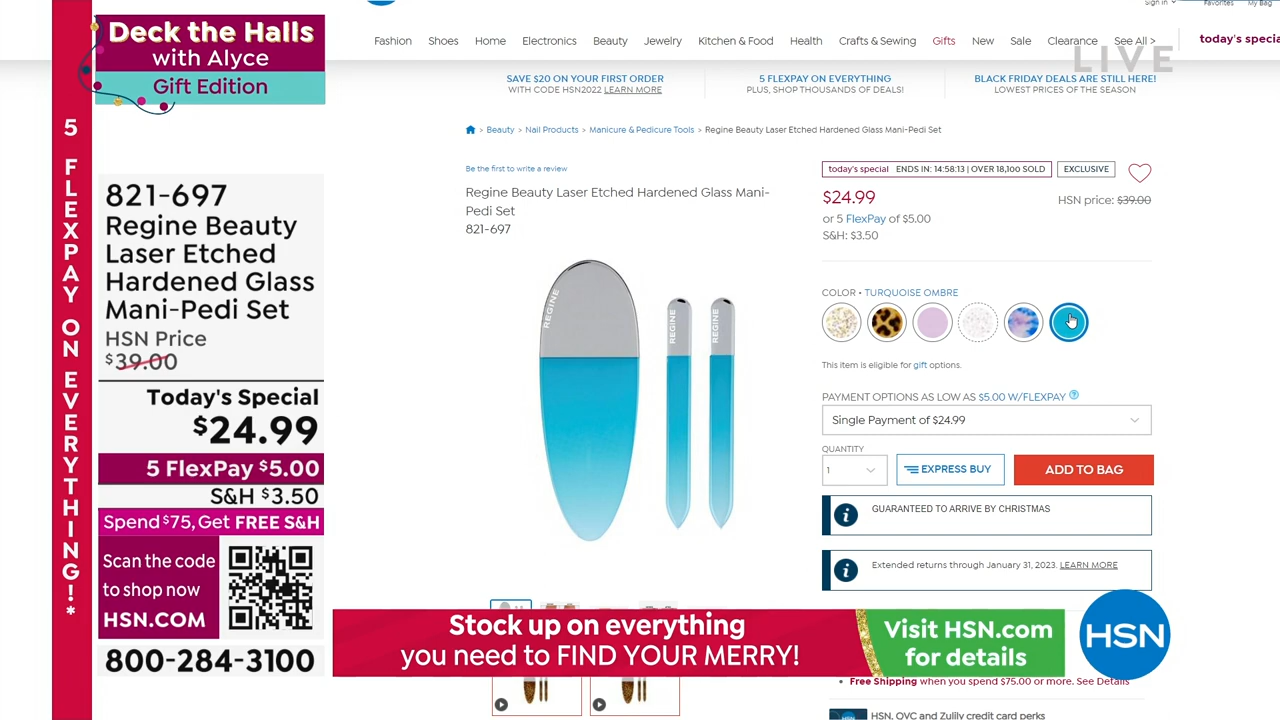 Deck the Halls
with Alyce
Gift Edition
5 FLEXPAY ON EVERYTHING!*
821-697
Regine Beauty
Laser Etched
Hardened Glass
Mani-Pedi Set
HSN Price
$39.00
Today's Special
$24.99
5 FlexPay $5.00
S&H $3.50
Spend $75, Get FREE S&H
Scan the code
to shop now
HSN.COM
800-284-3100
Sign in
Favorites
My Bag
Fashion Shoes Home Electronics Beauty Jewelry Kitchen & Food Health Crafts & Sewing Gifts New Sale Clearance See All >
today's specia
LIVE
SAVE $20 ON YOUR FIRST ORDER
WITH CODE HSN2022 LEARN MORE
5 FLEXPAY ON EVERYTHING
PLUS, SHOP THOUSANDS OF DEALS!
BLACK FRIDAY DEALS ARE STILL HERE!
LOWEST PRICES OF THE SEASON
> Beauty > Nail Products > Manicure & Pedicure Tools > Regine Beauty Laser Etched Hardened Glass Mani-Pedi Set
Be the first to write a review
Regine Beauty Laser Etched Hardened Glass Mani-
Pedi Set
821-697
REGINE
REGINE
REGINE
today's special ENDS IN: 14:58:13 | OVER 18,100 SOLD
EXCLUSIVE
$24.99
HSN price: $39.00
or 5 FlexPay of $5.00
S&H: $3.50
COLOR • TURQUOISE OMBRE
This item is eligible for gift options.
PAYMENT OPTIONS AS LOW AS $5.00 W/FLEXPAY ?
Single Payment of $24.99
QUANTITY
1
EXPRESS BUY
ADD TO BAG
i GUARANTEED TO ARRIVE BY CHRISTMAS
i Extended returns through January 31, 2023. LEARN MORE
Stock up on everything
you need to FIND YOUR MERRY!
Visit HSN.com
for details
HSN
• Free Shipping when you spend $75.00 or more. See Details
HSN, QVC and Zulily credit card perks